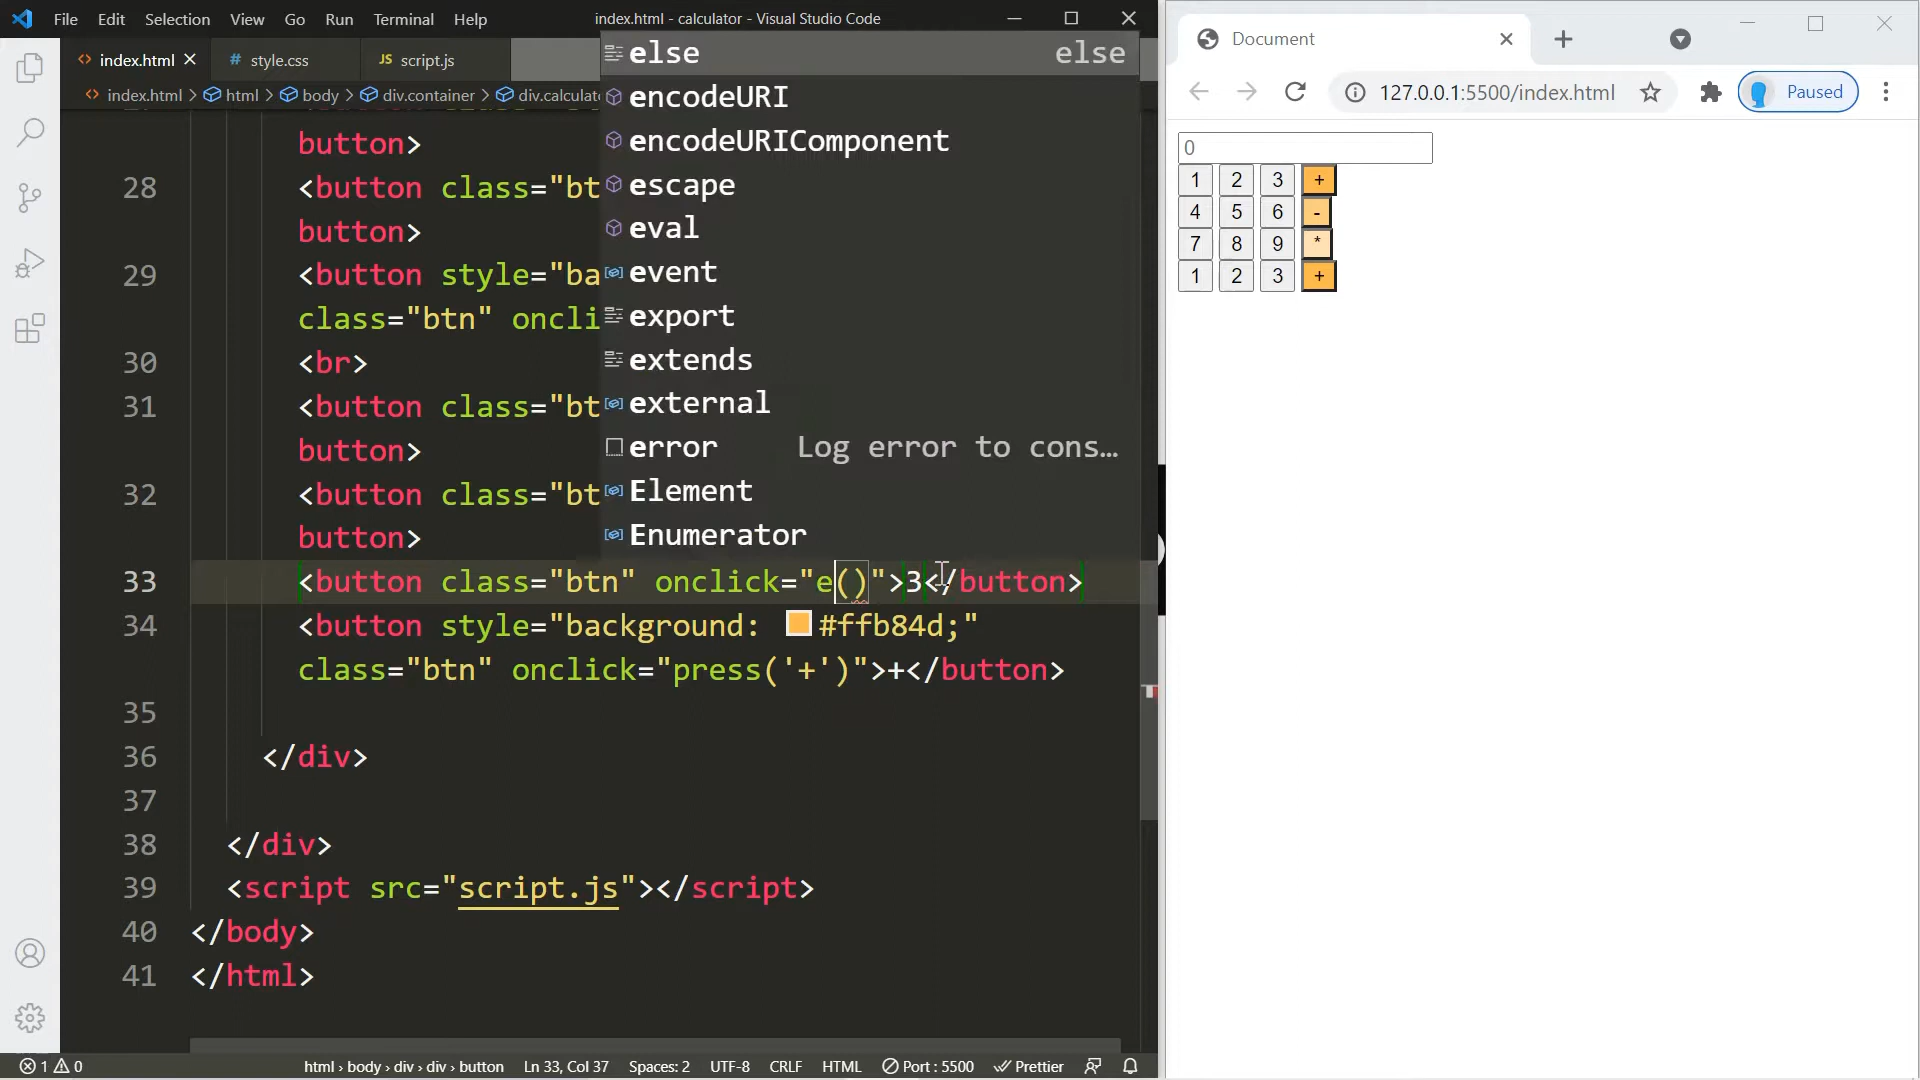 File Edit Selection View Go Run Terminal Help index.html - calculator - Visual Studio Code
index.html # style.css JS script.js
index.html > html > body > div.container > div.calculato
else else
encodeURI
encodeURIComponent
escape
eval
event
export
extends
external
error Log error to cons…
Element
Enumerator
button>
28 <button class="bt
button>
29 <button style="ba
class="btn" oncli
30 <br>
31 <button class="bt
button>
32 <button class="bt
button>
33 <button class="btn" onclick="e()">3</button>
34 <button style="background: #ffb84d;"
class="btn" onclick="press('+')">+</button>
35
36 </div>
37
38 </div>
39 <script src="script.js"></script>
40 </body>
41 </html>
1 0 html › body › div › div › button Ln 33, Col 37 Spaces: 2 UTF-8 CRLF HTML Port : 5500 Prettier
Document
127.0.0.1:5500/index.html Paused
0
1 2 3 +
4 5 6 -
7 8 9 *
1 2 3 +